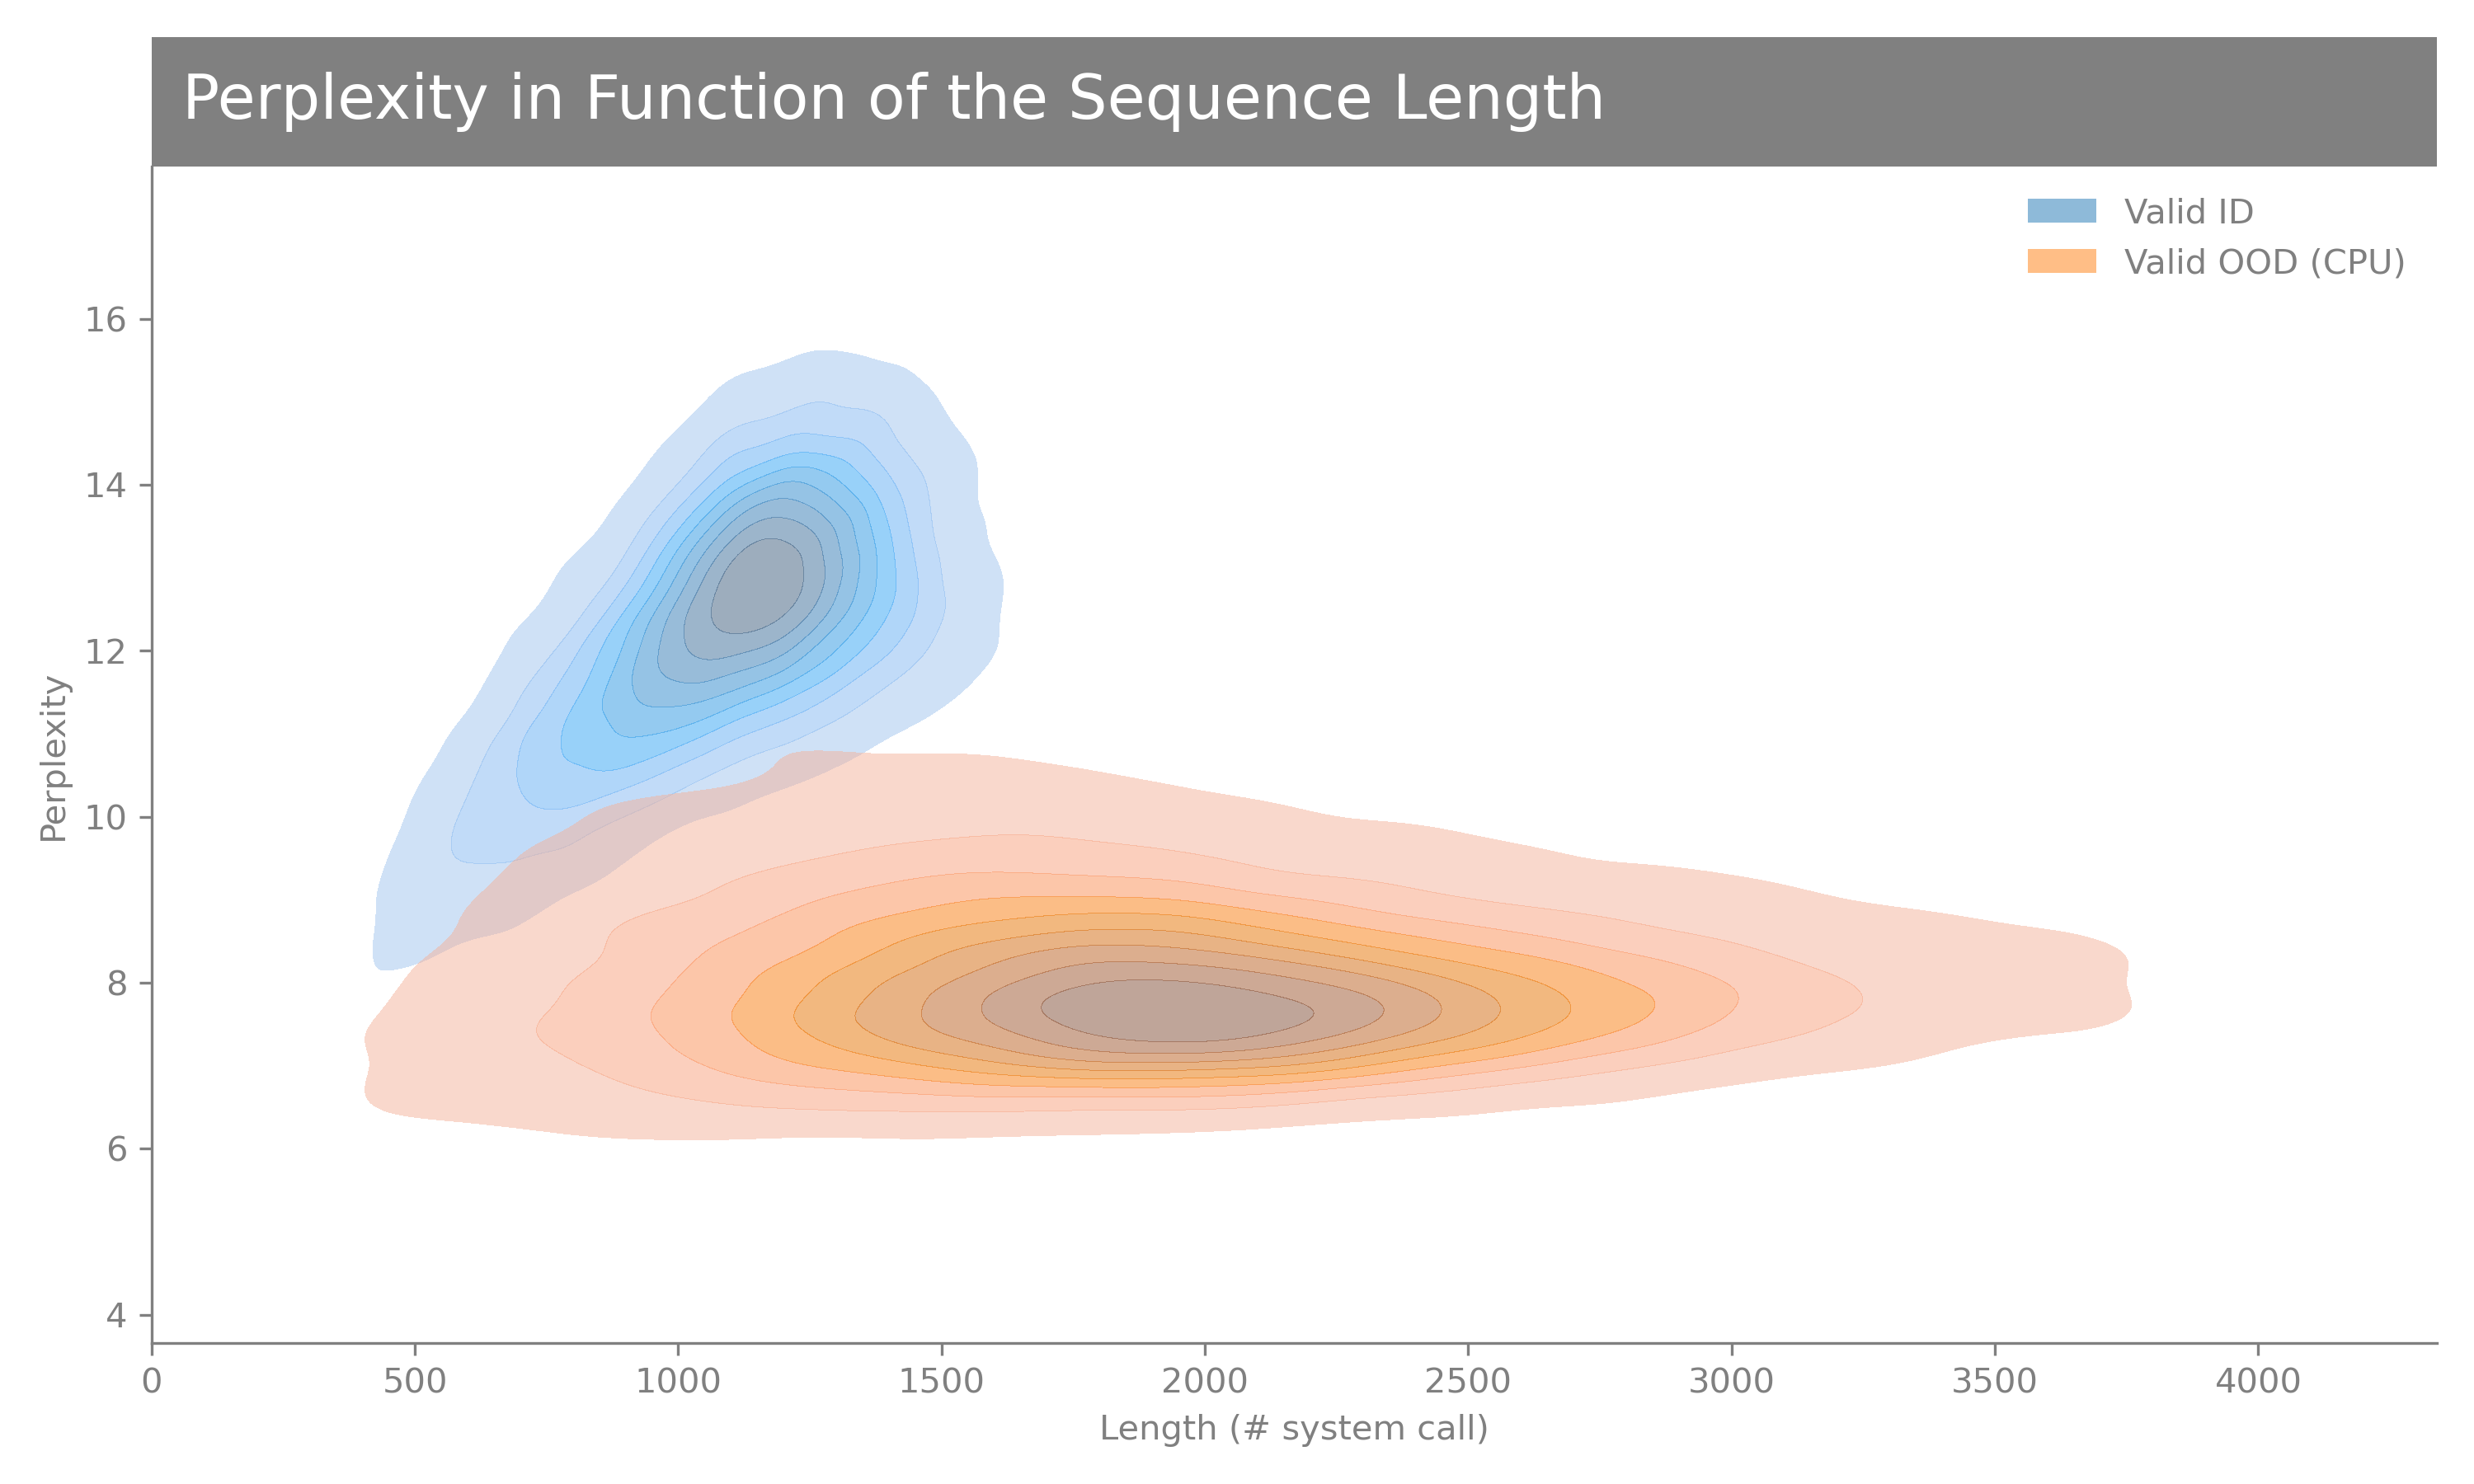 Perplexity in Function of the Sequence Length
Valid ID
Valid OOD (CPU)
16
14
12
10
8
6
4
Perplexity
0 500 1000 1500 2000 2500 3000 3500 4000
Length (# system call)